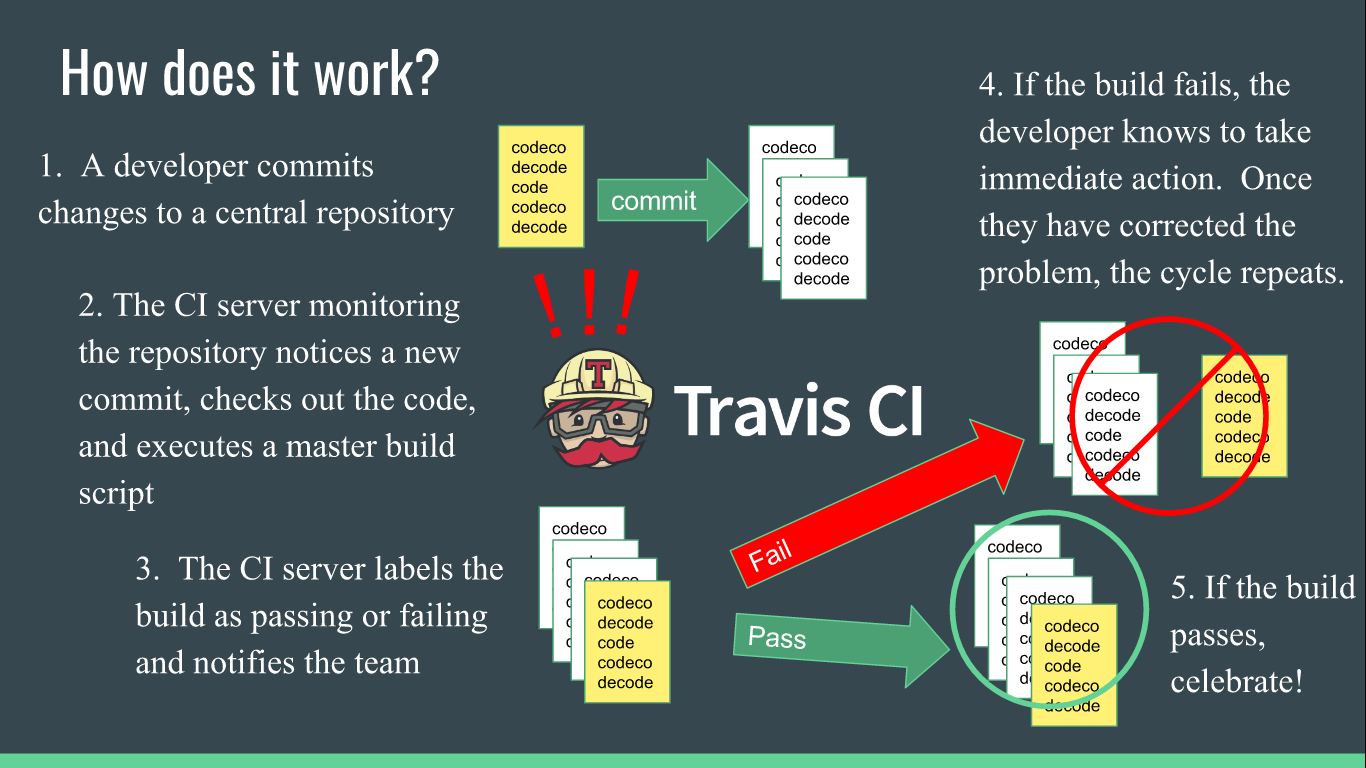 How does it work?
1. A developer commits
changes to a central repository
2. The CI server monitoring
the repository notices a new
commit, checks out the code,
and executes a master build
script
3. The CI server labels the
build as passing or failing
and notifies the team
codeco
decode
code
codeco
decode
commit
codeco
codeco
decode
code
codeco
decode
!!!
T
Travis CI
codeco
codeco
codeco
decode
code
codeco
decode
Fail
Pass
4. If the build fails, the
developer knows to take
immediate action. Once
they have corrected the
problem, the cycle repeats.
codeco
codeco
decode
code
codeco
decode
codeco
decode
code
codeco
decode
codeco
codeco
codeco
decode
code
codeco
decode
5. If the build
passes,
celebrate!